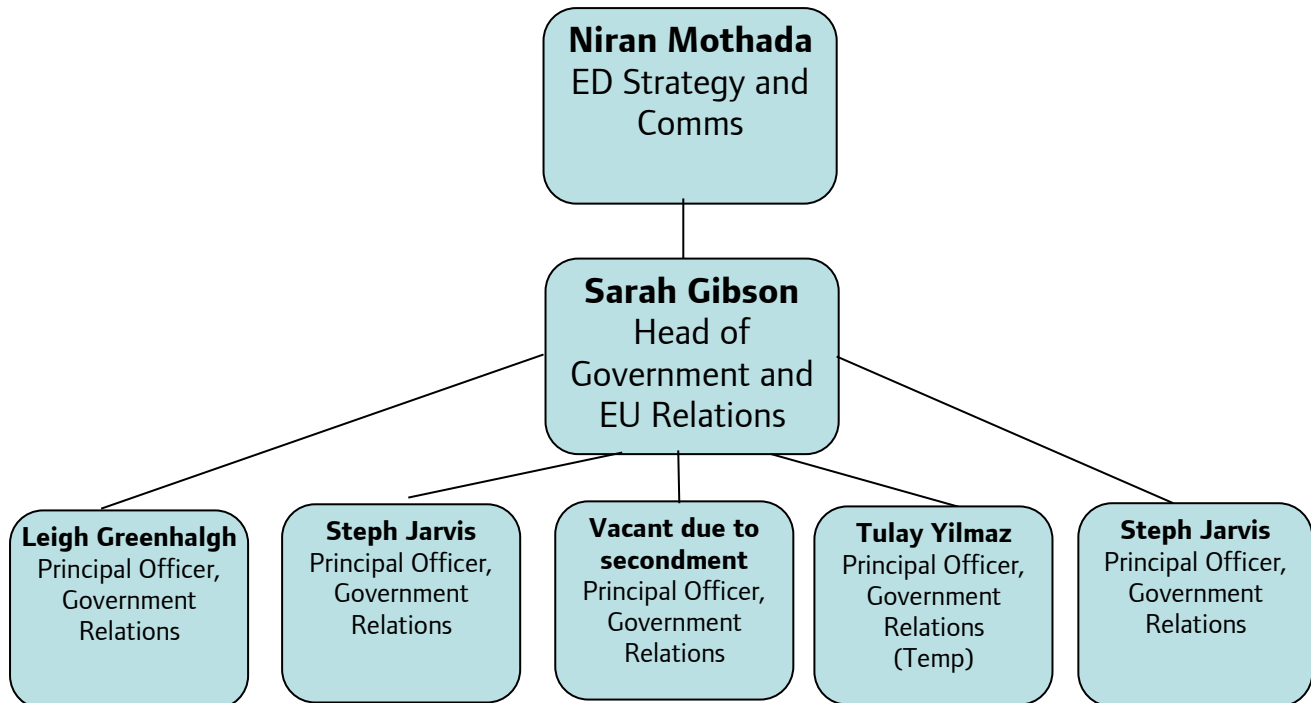 Niran Mothada
ED Strategy and
Comms
Sarah Gibson
Head of
Government and
EU Relations
Leigh Greenhalgh
Principal Officer,
Government
Relations
Steph Jarvis
Principal Officer,
Government
Relations
Vacant due to
secondment
Principal Officer,
Government
Relations
Tulay Yilmaz
Principal Officer,
Government
Relations
(Temp)
Steph Jarvis
Principal Officer,
Government
Relations